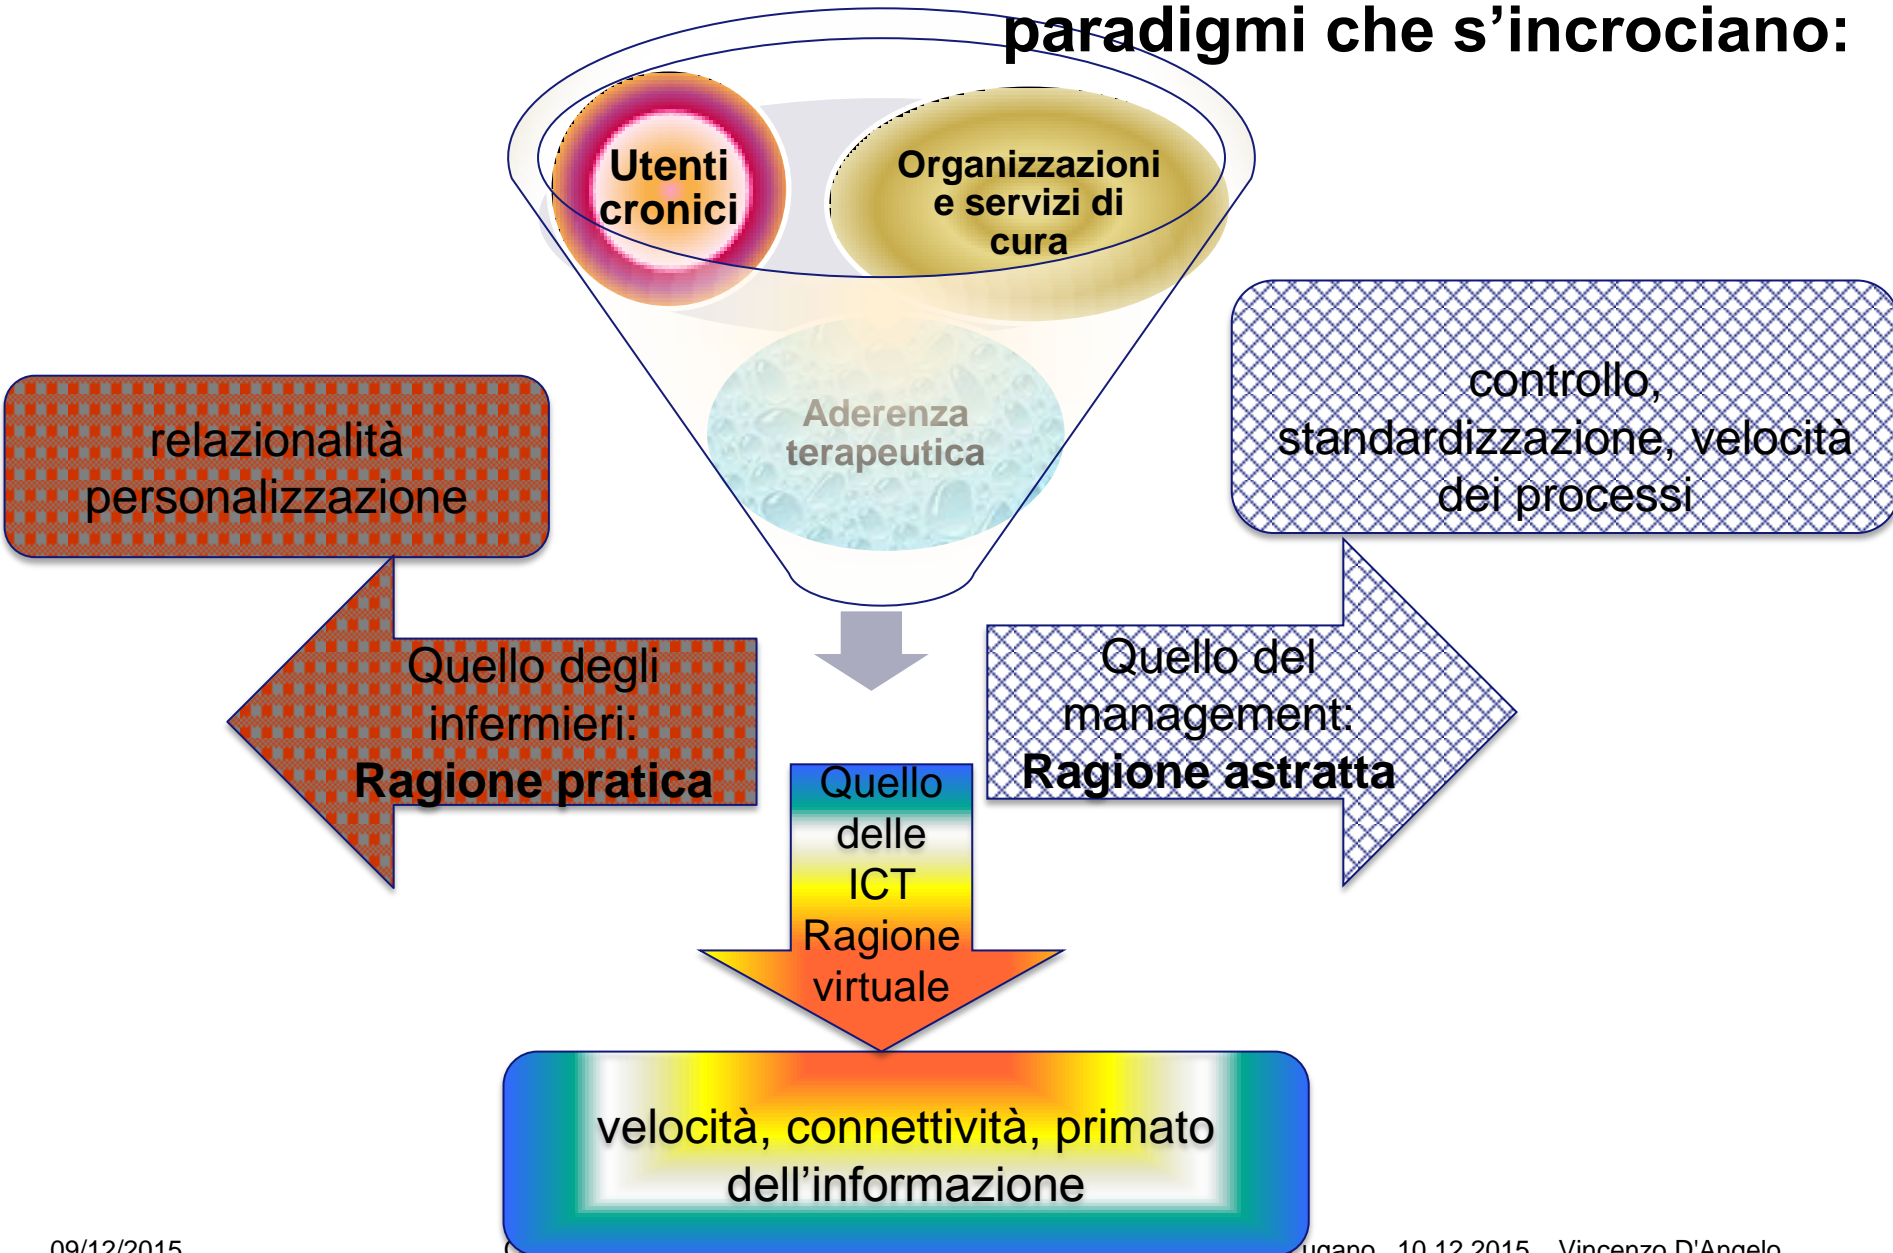 paradigmi che s’incrociano:
Utenti
cronici
Organizzazioni
e servizi di
cura
Aderenza
terapeutica
relazionalità
personalizzazione
controllo,
standardizzazione, velocità
dei processi
Quello degli
infermieri:
Ragione pratica
Quello del
management:
Ragione astratta
Quello
delle
ICT
Ragione
virtuale
velocità, connettività, primato
dell’informazione
09/12/2015
ugano, 10.12.2015 Vincenzo D'Angelo